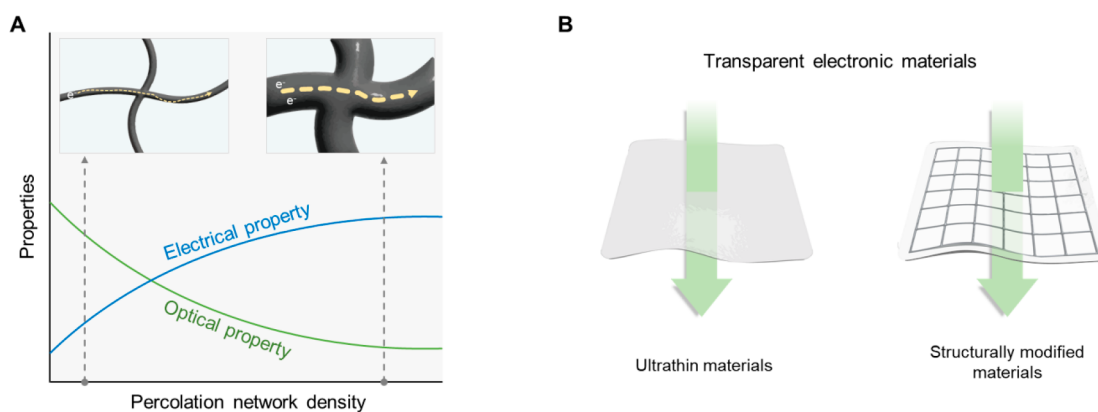 A
e⁻
e⁻
e⁻
Properties
Electrical property
Optical property
Percolation network density
B
Transparent electronic materials
Ultrathin materials
Structurally modified
materials